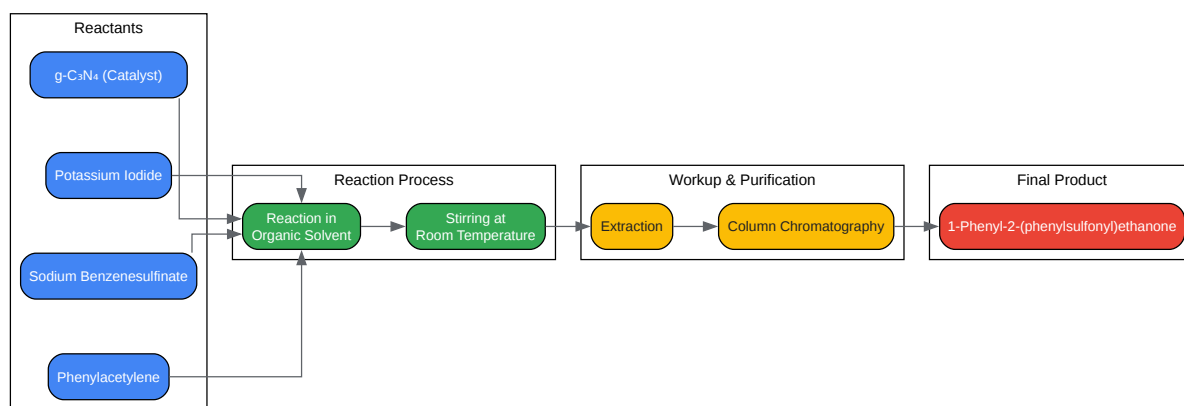 Reactants
g-C₃N₄ (Catalyst)
Potassium Iodide
Sodium Benzenesulfinate
Phenylacetylene
Reaction Process
Reaction in
Organic Solvent
Stirring at
Room Temperature
Workup & Purification
Extraction
Column Chromatography
Final Product
1-Phenyl-2-(phenylsulfonyl)ethanone